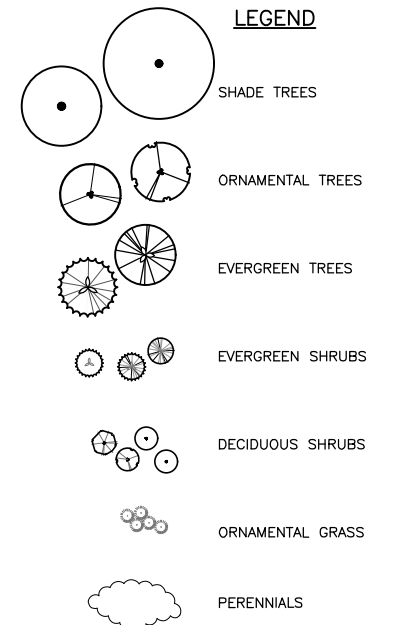 LEGEND
SHADE TREES
ORNAMENTAL TREES
EVERGREEN TREES
EVERGREEN SHRUBS
DECIDUOUS SHRUBS
ORNAMENTAL GRASS
PERENNIALS